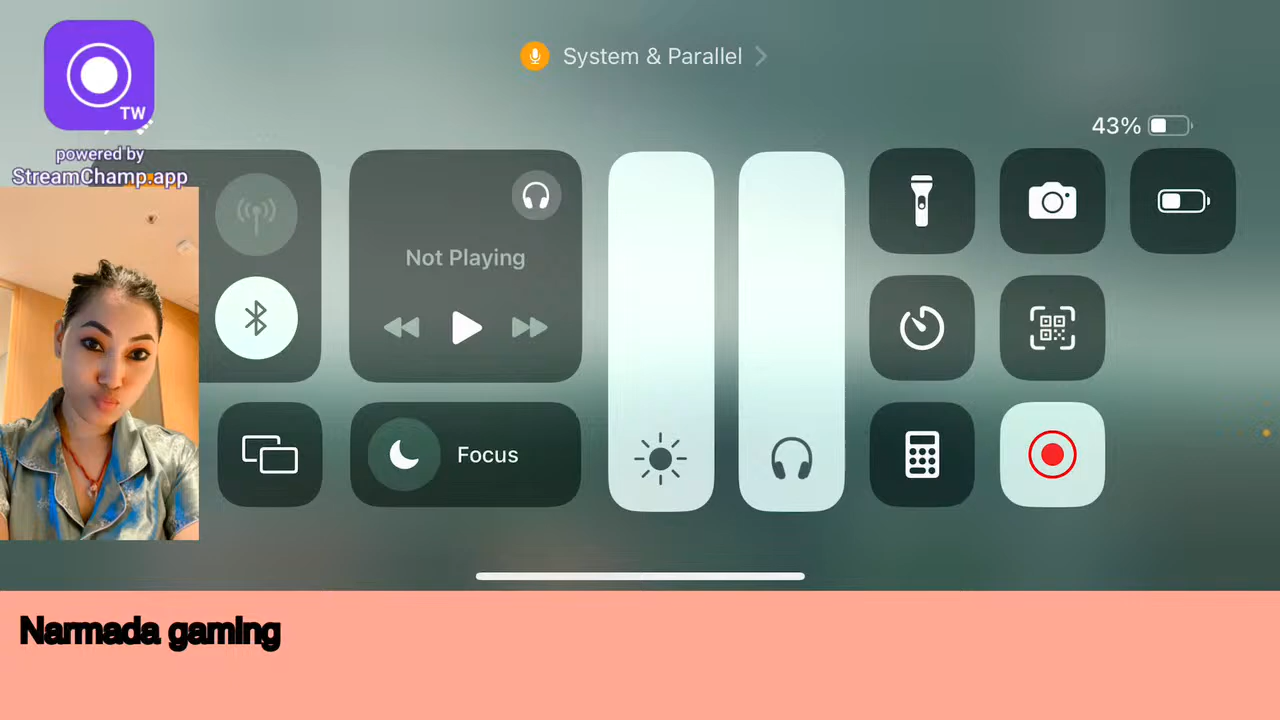 System & Parallel
TW
43%
powered by
StreamChamp.app
Not Playing
Focus
Narmada gaming